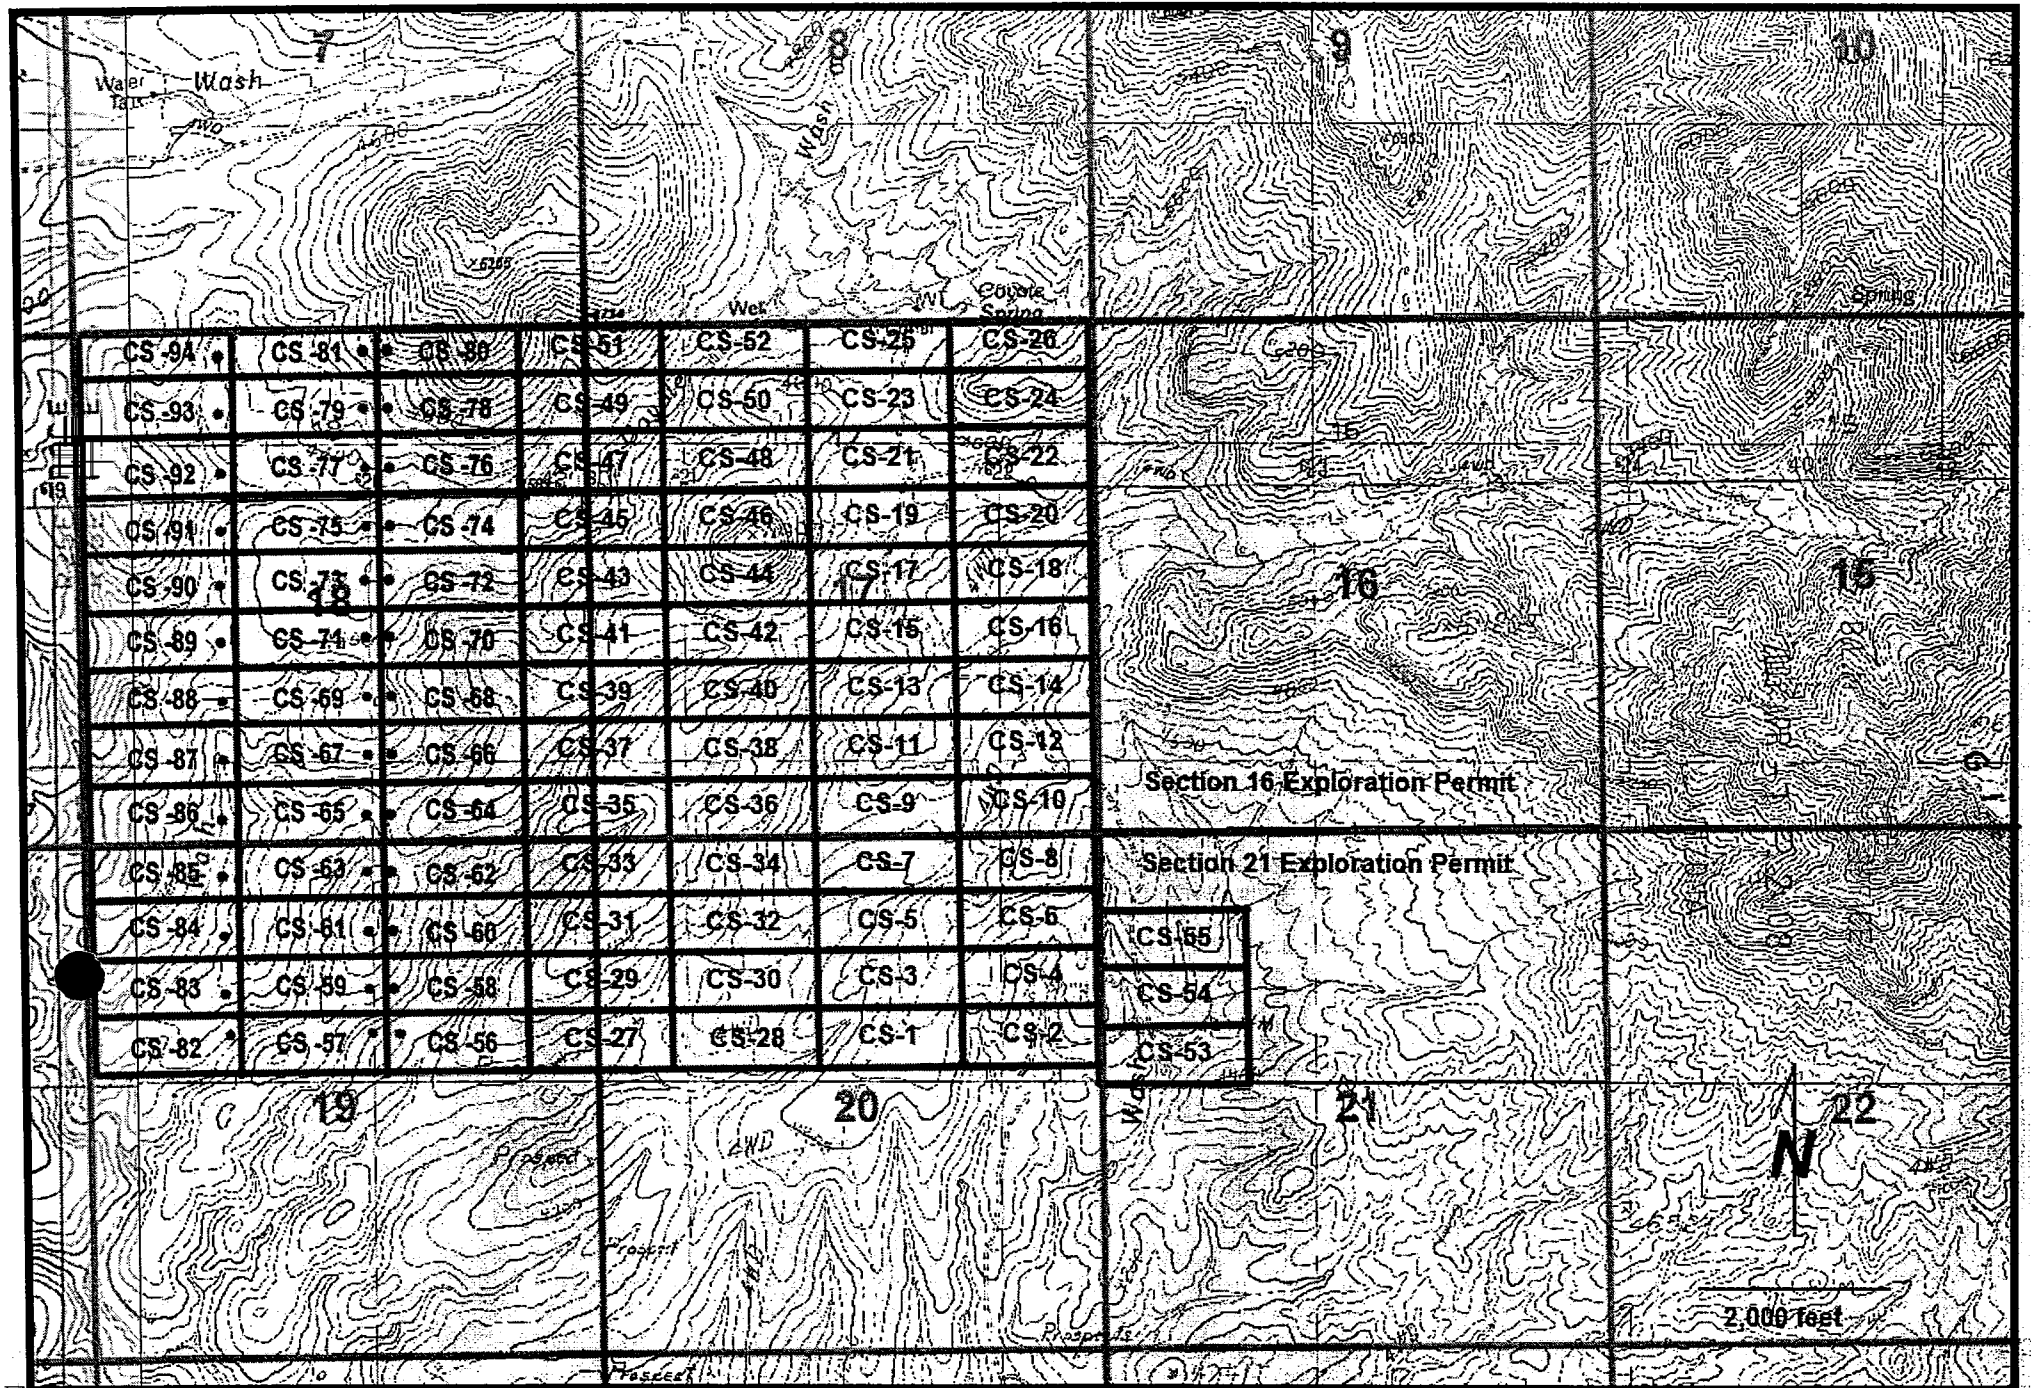 7
8
9
10
Water
Wash
Wash
4WD
×6265
Coyote
Spring
Spring
CS -94
CS -81
CS -80
CS-51
CS-52
CS-25
CS-26
CS -93
CS -79
CS -78
CS-49
CS-50
CS-23
CS-24
CS -92
CS -77
CS -76
CS-47
CS-48
CS-21
CS-22
CS -91
CS -75
CS -74
CS-45
CS-46
CS-19
CS-20
CS -90
CS -73
CS -72
CS-43
CS-44
CS-17
CS-18
18
17
16
15
CS -89
CS -71
CS -70
CS-41
CS-42
CS-15
CS-16
CS -88
CS -69
CS -68
CS-39
CS-40
CS-13
CS-14
CS -87
CS -67
CS -66
CS-37
CS-38
CS-11
CS-12
Section 16 Exploration Permit
CS -86
CS -65
CS -64
CS-35
CS-36
CS-9
CS-10
CS -85
CS -63
CS -62
CS-33
CS-34
CS-7
CS-8
Section 21 Exploration Permit
CS -84
CS -61
CS -60
CS-31
CS-32
CS-5
CS-6
CS-55
CS -83
CS -59
CS -58
CS-29
CS-30
CS-3
CS-4
CS-54
CS -82
CS -57
CS -56
CS-27
CS-28
CS-1
CS-2
CS-53
Wash
19
20
21
22
N
Prospect
4WD
Prospect
4WD
Prospects
Prospect
2,000 feet